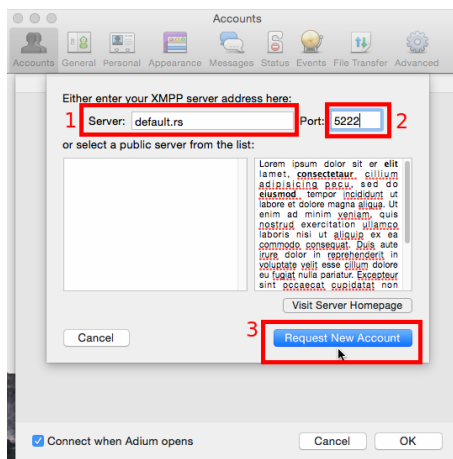 Accounts
Accounts General Personal Appearance Messages Status Events File Transfer Advanced
Either enter your XMPP server address here:
1 Server: default.rs Port: 5222 2
or select a public server from the list:
Lorem ipsum dolor sit er elit
lamet, consectetaur cillium
adipisicing pecu, sed do
eiusmod tempor incididunt ut
labore et dolore magna aliqua. Ut
enim ad minim veniam, quis
nostrud exercitation ullamco
laboris nisi ut aliquip ex ea
commodo consequat. Duis aute
irure dolor in reprehenderit in
voluptate velit esse cillum dolore
eu fugiat nulla pariatur. Excepteur
sint occaecat cupidatat non
Visit Server Homepage
Cancel 3 Request New Account
Connect when Adium opens Cancel OK